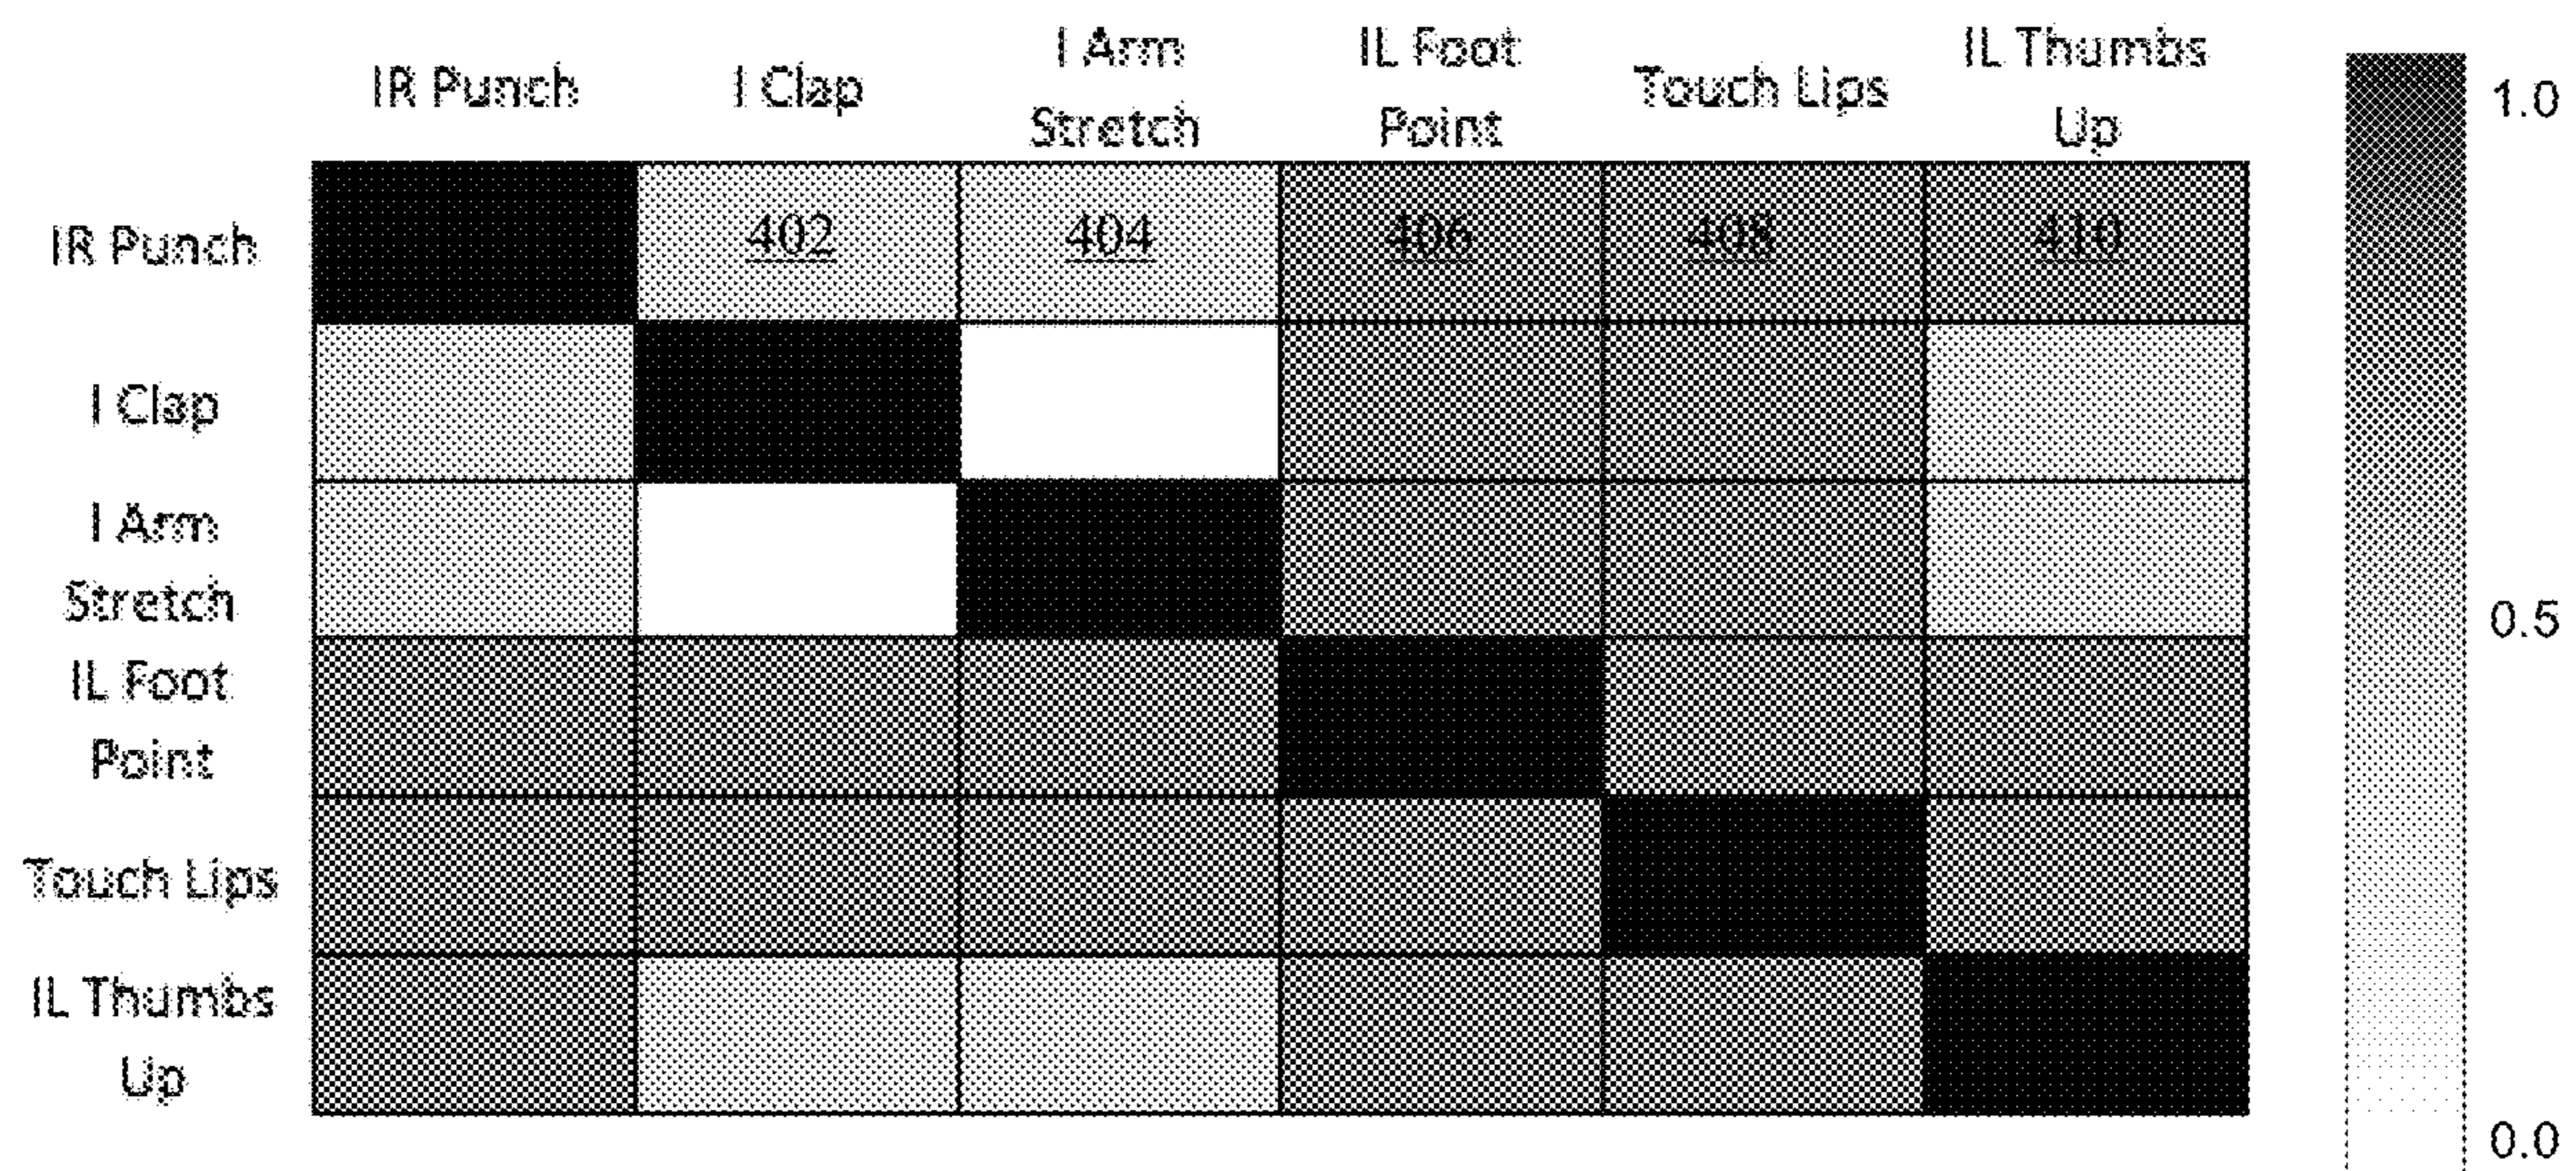 IR Punch
I Clap
I Arm
Stretch
IL Foot
Point
Touch Lips
IL Thumbs
Up
1.0
IR Punch
402
404
406
408
410
I Clap
I Arm
Stretch
0.5
IL Foot
Point
Touch Lips
IL Thumbs
Up
0.0